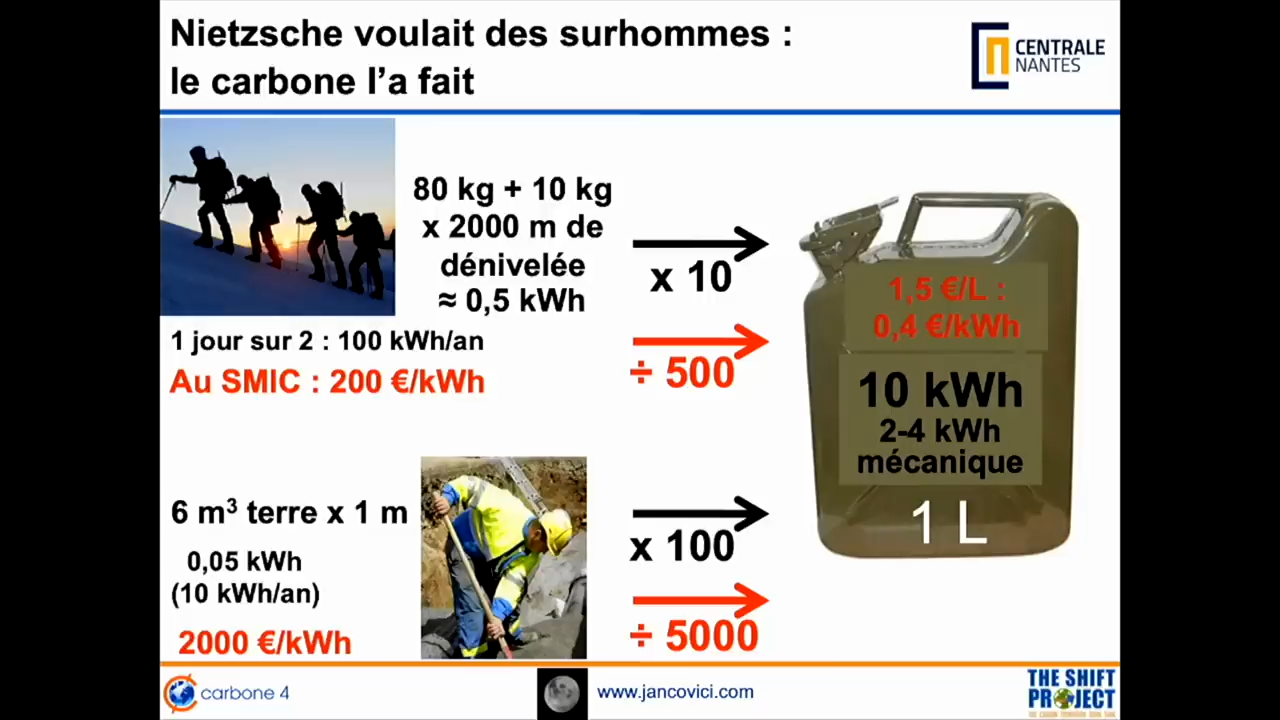 Nietzsche voulait des surhommes :
le carbone l’a fait
CENTRALE
NANTES
80 kg + 10 kg
x 2000 m de
dénivelée
≈ 0,5 kWh
x 10
1 jour sur 2 : 100 kWh/an
Au SMIC : 200 €/kWh
÷ 500
1,5 €/L :
0,4 €/kWh
10 kWh
2-4 kWh
mécanique
1 L
6 m³ terre x 1 m
0,05 kWh
(10 kWh/an)
2000 €/kWh
x 100
÷ 5000
carbone 4
www.jancovici.com
THE SHIFT
PROJECT